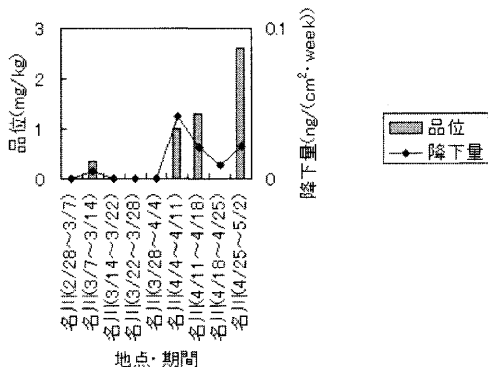 3
2
1
0
品位(mg/kg)
0.1
0
降下量(ng/(cm²·week))
品位
降下量
名川(2/28～3/7)
名川(3/7～3/14)
名川(3/14～3/22)
名川(3/22～3/28)
名川(3/28～4/4)
名川(4/4～4/11)
名川(4/11～4/18)
名川(4/18～4/25)
名川(4/25～5/2)
地点·期間